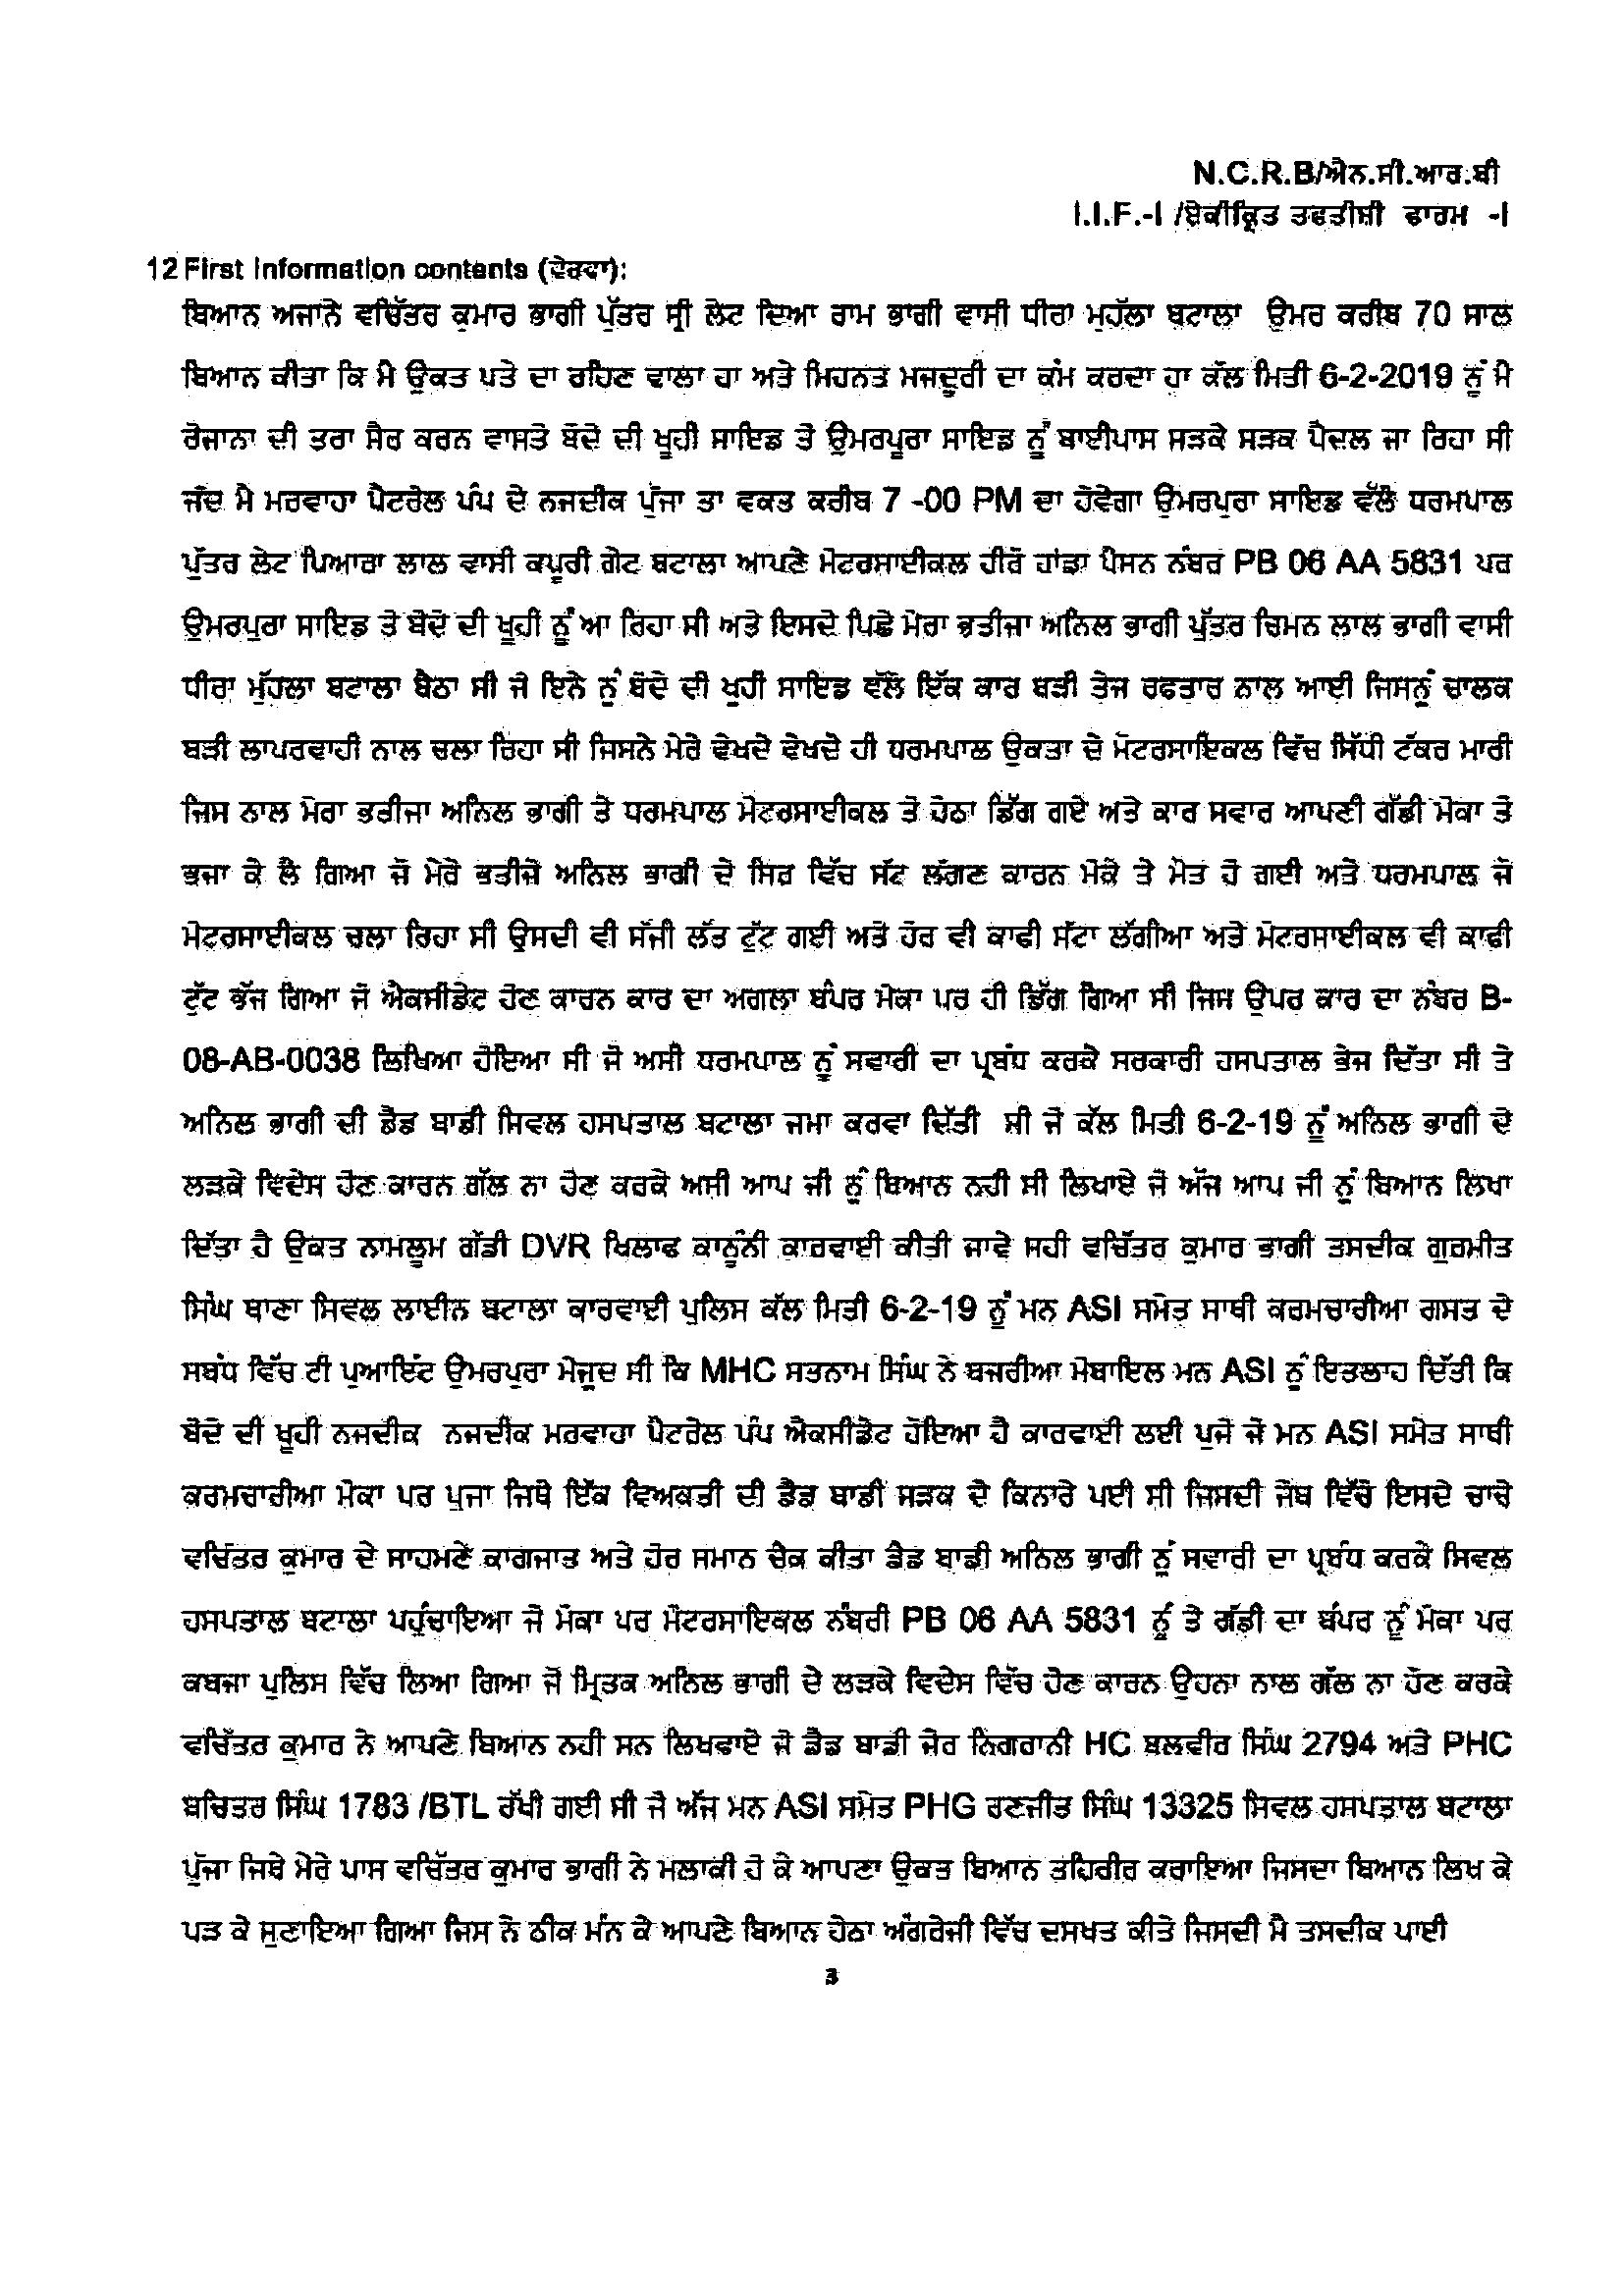 N.C.R.B/ਐਨ.ਸੀ.ਆਰ.ਬੀ
I.I.F.-I /ਏਕੀਕ੍ਰਿਤ ਤਫਤੀਸ਼ੀ ਫਾਰਮ -I
12 First Information contents (ਵੇਰਵਾ):
ਬਿਆਨ ਅਜਾਨੇ ਵਚਿੱਤਰ ਕੁਮਾਰ ਭਾਗੀ ਪੁੱਤਰ ਸ੍ਰੀ ਲੇਟ ਦਿਆ ਰਾਮ ਭਾਗੀ ਵਾਸੀ ਧੀਰਾ ਮੁਹੱਲਾ ਬਟਾਲਾ ਉਮਰ ਕਰੀਬ 70 ਸਾਲ
ਬਿਆਨ ਕੀਤਾ ਕਿ ਮੈ ਉਕਤ ਪਤੇ ਦਾ ਰਹਿਣ ਵਾਲਾ ਹਾ ਅਤੇ ਮਿਹਨਤ ਮਜਦੂਰੀ ਦਾ ਕੰਮ ਕਰਦਾ ਹਾ ਕੱਲ ਮਿਤੀ 6-2-2019 ਨੂੰ ਮੈ
ਰੋਜਾਨਾ ਦੀ ਤਰਾ ਸੈਰ ਕਰਨ ਵਾਸਤੇ ਬੋਦੇ ਦੀ ਖੂਹੀ ਸਾਇਡ ਤੋ ਉਮਰਪੂਰਾ ਸਾਇਡ ਨੂੰ ਬਾਈਪਾਸ ਸੜਕੇ ਸੜਕ ਪੈਦਲ ਜਾ ਰਿਹਾ ਸੀ
ਜੱਦ ਮੈ ਮਰਵਾਹਾ ਪੈਟਰੋਲ ਪੰਪ ਦੇ ਨਜਦੀਕ ਪੁੱਜਾ ਤਾ ਵਕਤ ਕਰੀਬ 7 -00 PM ਦਾ ਹੋਵੇਗਾ ਉਮਰਪੁਰਾ ਸਾਇਡ ਵੱਲੋ ਧਰਮਪਾਲ
ਪੁੱਤਰ ਲੇਟ ਪਿਆਰਾ ਲਾਲ ਵਾਸੀ ਕਪੂਰੀ ਗੇਟ ਬਟਾਲਾ ਆਪਣੇ ਮੋਟਰਸਾਈਕਲ ਹੀਰੋ ਹਾਂਡਾ ਪੈਸਨ ਨੰਬਰ PB 06 AA 5831 ਪਰ
ਉਮਰਪੁਰਾ ਸਾਇਡ ਤੋ ਬੋਦੇ ਦੀ ਖੂਹੀ ਨੂੰ ਆ ਰਿਹਾ ਸੀ ਅਤੇ ਇਸਦੇ ਪਿਛੇ ਮੇਰਾ ਭਤੀਜਾ ਅਨਿਲ ਭਾਗੀ ਪੁੱਤਰ ਚਿਮਨ ਲਾਲ ਭਾਗੀ ਵਾਸੀ
ਧੀਰਾ ਮੁੱਹਲਾ ਬਟਾਲਾ ਬੈਠਾ ਸੀ ਜੋ ਇਨੇ ਨੂੰ ਬੋਦੇ ਦੀ ਖੂਹੀ ਸਾਇਡ ਵੱਲੋ ਇੱਕ ਕਾਰ ਬੜੀ ਤੇਜ ਰਫਤਾਰ ਨਾਲ ਆਈ ਜਿਸਨੂੰ ਚਾਲਕ
ਬੜੀ ਲਾਪਰਵਾਹੀ ਨਾਲ ਚਲਾ ਰਿਹਾ ਸੀ ਜਿਸਨੇ ਮੇਰੇ ਵੇਖਦੇ ਵੇਖਦੇ ਹੀ ਧਰਮਪਾਲ ਉਕਤਾ ਦੇ ਮੋਟਰਸਾਇਕਲ ਵਿੱਚ ਸਿੱਧੀ ਟੱਕਰ ਮਾਰੀ
ਜਿਸ ਨਾਲ ਮੇਰਾ ਭਤੀਜਾ ਅਨਿਲ ਭਾਗੀ ਤੇ ਧਰਮਪਾਲ ਮੋਟਰਸਾਈਕਲ ਤੋ ਹੇਠਾ ਡਿੱਗ ਗਏ ਅਤੇ ਕਾਰ ਸਵਾਰ ਆਪਣੀ ਗੱਡੀ ਮੋਕਾ ਤੋ
ਭਜਾ ਕੇ ਲੈ ਗਿਆ ਜੋ ਮੇਰੇ ਭਤੀਜੇ ਅਨਿਲ ਭਾਗੀ ਦੇ ਸਿਰ ਵਿੱਚ ਸੱਟ ਲੱਗਣ ਕਾਰਨ ਮੋਕੇ ਤੇ ਮੋਤ ਹੋ ਗਈ ਅਤੇ ਧਰਮਪਾਲ ਜੋ
ਮੋਟਰਸਾਈਕਲ ਚਲਾ ਰਿਹਾ ਸੀ ਉਸਦੀ ਵੀ ਸੱਜੀ ਲੱਤ ਟੁੱਟ ਗਈ ਅਤੇ ਹੋਰ ਵੀ ਕਾਫੀ ਸੱਟਾ ਲੱਗੀਆ ਅਤੇ ਮੋਟਰਸਾਈਕਲ ਵੀ ਕਾਫੀ
ਟੁੱਟ ਭੱਜ ਗਿਆ ਜੋ ਐਕਸੀਡੇਟ ਹੋਣ ਕਾਰਨ ਕਾਰ ਦਾ ਅਗਲਾ ਬੰਪਰ ਮੋਕਾ ਪਰ ਹੀ ਡਿੱਗ ਗਿਆ ਸੀ ਜਿਸ ਉਪਰ ਕਾਰ ਦਾ ਨੰਬਰ B-
08-AB-0038 ਲਿਖਿਆ ਹੋਇਆ ਸੀ ਜੋ ਅਸੀ ਧਰਮਪਾਲ ਨੂੰ ਸਵਾਰੀ ਦਾ ਪ੍ਰਬੰਧ ਕਰਕੇ ਸਰਕਾਰੀ ਹਸਪਤਾਲ ਭੇਜ ਦਿੱਤਾ ਸੀ ਤੇ
ਅਨਿਲ ਭਾਗੀ ਦੀ ਡੈਡ ਬਾਡੀ ਸਿਵਲ ਹਸਪਤਾਲ ਬਟਾਲਾ ਜਮਾ ਕਰਵਾ ਦਿੱਤੀ ਸੀ ਜੋ ਕੱਲ ਮਿਤੀ 6-2-19 ਨੂੰ ਅਨਿਲ ਭਾਗੀ ਦੇ
ਲੜਕੇ ਵਿਦੇਸ ਹੋਣ ਕਾਰਨ ਗੱਲ ਨਾ ਹੋਣ ਕਰਕੇ ਅਸੀ ਆਪ ਜੀ ਨੂੰ ਬਿਆਨ ਨਹੀ ਸੀ ਲਿਖਾਏ ਜੋ ਅੱਜ ਆਪ ਜੀ ਨੂੰ ਬਿਆਨ ਲਿਖਾ
ਦਿੱਤਾ ਹੈ ਉਕਤ ਨਾਮਲੂਮ ਗੱਡੀ DVR ਖਿਲਾਫ ਕਾਨੂੰਨੀ ਕਾਰਵਾਈ ਕੀਤੀ ਜਾਵੇ ਸਹੀ ਵਚਿੱਤਰ ਕੁਮਾਰ ਭਾਗੀ ਤਸਦੀਕ ਗੁਰਮੀਤ
ਸਿੰਘ ਥਾਣਾ ਸਿਵਲ ਲਾਈਨ ਬਟਾਲਾ ਕਾਰਵਾਈ ਪੁਲਿਸ ਕੱਲ ਮਿਤੀ 6-2-19 ਨੂੰ ਮਨ ASI ਸਮੇਤ ਸਾਥੀ ਕਰਮਚਾਰੀਆ ਗਸਤ ਦੇ
ਸਬੰਧ ਵਿੱਚ ਟੀ ਪੁਆਇੰਟ ਉਮਰਪੁਰਾ ਮੋਜੂਦ ਸੀ ਕਿ MHC ਸਤਨਾਮ ਸਿੰਘ ਨੇ ਬਜਰੀਆ ਮੋਬਾਇਲ ਮਨ ASI ਨੂੰ ਇਤਲਾਹ ਦਿੱਤੀ ਕਿ
ਬੋਦੇ ਦੀ ਖੂਹੀ ਨਜਦੀਕ ਨਜਦੀਕ ਮਰਵਾਹਾ ਪੈਟਰੋਲ ਪੰਪ ਐਕਸੀਡੇਟ ਹੋਇਆ ਹੈ ਕਾਰਵਾਈ ਲਈ ਪੁਜੋ ਜੋ ਮਨ ASI ਸਮੇਤ ਸਾਥੀ
ਕਰਮਚਾਰੀਆ ਮੋਕਾ ਪਰ ਪੁਜਾ ਜਿਥੇ ਇੱਕ ਵਿਅਕਤੀ ਦੀ ਡੈਡ ਬਾਡੀ ਸੜਕ ਦੇ ਕਿਨਾਰੇ ਪਈ ਸੀ ਜਿਸਦੀ ਜੇਬ ਵਿੱਚੋ ਇਸਦੇ ਚਾਚੇ
ਵਚਿੱਤਰ ਕੁਮਾਰ ਦੇ ਸਾਹਮਣੇ ਕਾਗਜਾਤ ਅਤੇ ਹੋਰ ਸਮਾਨ ਚੈਕ ਕੀਤਾ ਡੈਡ ਬਾਡੀ ਅਨਿਲ ਭਾਗੀ ਨੂੰ ਸਵਾਰੀ ਦਾ ਪ੍ਰਬੰਧ ਕਰਕੇ ਸਿਵਲ
ਹਸਪਤਾਲ ਬਟਾਲਾ ਪਹੁੰਚਾਇਆ ਜੋ ਮੋਕਾ ਪਰ ਮੋਟਰਸਾਇਕਲ ਨੰਬਰੀ PB 06 AA 5831 ਨੂੰ ਤੇ ਗੱਡੀ ਦਾ ਬੰਪਰ ਨੂੰ ਮੋਕਾ ਪਰ
ਕਬਜਾ ਪੁਲਿਸ ਵਿੱਚ ਲਿਆ ਗਿਆ ਜੋ ਮ੍ਰਿਤਕ ਅਨਿਲ ਭਾਗੀ ਦੇ ਲੜਕੇ ਵਿਦੇਸ ਵਿੱਚ ਹੋਣ ਕਾਰਨ ਉਹਨਾ ਨਾਲ ਗੱਲ ਨਾ ਹੋਣ ਕਰਕੇ
ਵਚਿੱਤਰ ਕੁਮਾਰ ਨੇ ਆਪਣੇ ਬਿਆਨ ਨਹੀ ਸਨ ਲਿਖਵਾਏ ਜੋ ਡੈਡ ਬਾਡੀ ਜੇਰ ਨਿਗਰਾਨੀ HC ਬਲਵੀਰ ਸਿੰਘ 2794 ਅਤੇ PHC
ਬਚਿਤਰ ਸਿੰਘ 1783 /BTL ਰੱਖੀ ਗਈ ਸੀ ਜੋ ਅੱਜ ਮਨ ASI ਸਮੇਤ PHG ਰਣਜੀਤ ਸਿੰਘ 13325 ਸਿਵਲ ਹਸਪਤਾਲ ਬਟਾਲਾ
ਪੁੱਜਾ ਜਿਥੇ ਮੇਰੇ ਪਾਸ ਵਚਿੱਤਰ ਕੁਮਾਰ ਭਾਗੀ ਨੇ ਮਲਾਕੀ ਹੋ ਕੇ ਆਪਣਾ ਉਕਤ ਬਿਆਨ ਤਹਿਰੀਰ ਕਰਾਇਆ ਜਿਸਦਾ ਬਿਆਨ ਲਿਖ ਕੇ
ਪੜ ਕੇ ਸੁਣਾਇਆ ਗਿਆ ਜਿਸ ਨੇ ਠੀਕ ਮੰਨ ਕੇ ਆਪਣੇ ਬਿਆਨ ਹੇਠਾ ਅੰਗਰੇਜੀ ਵਿੱਚ ਦਸਖਤ ਕੀਤੇ ਜਿਸਦੀ ਮੈ ਤਸਦੀਕ ਪਾਈ
3